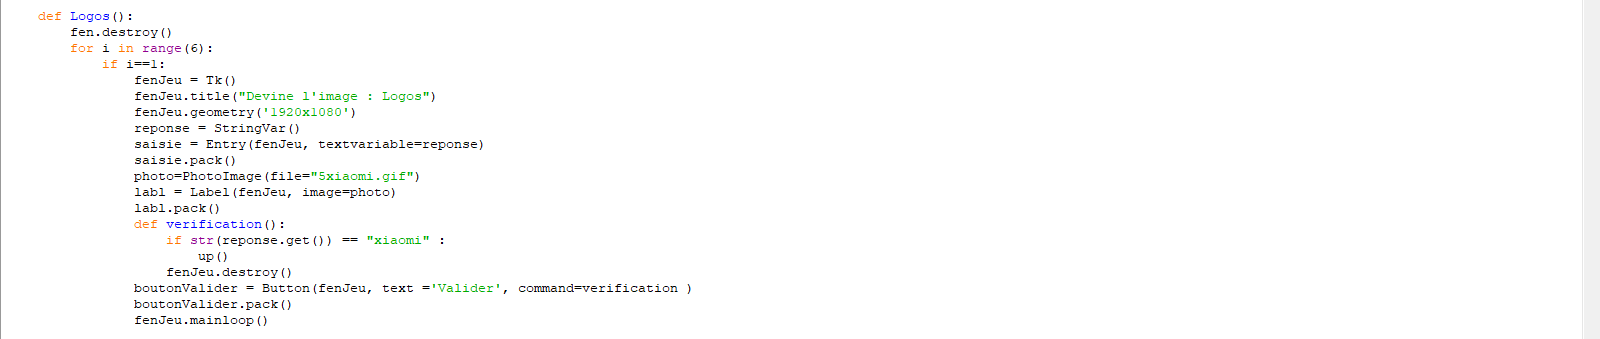 def Logos():
    fen.destroy()
    for i in range(6):
        if i==1:
            fenJeu = Tk()
            fenJeu.title("Devine l'image : Logos")
            fenJeu.geometry('1920x1080')
            reponse = StringVar()
            saisie = Entry(fenJeu, textvariable=reponse)
            saisie.pack()
            photo=PhotoImage(file="5xiaomi.gif")
            labl = Label(fenJeu, image=photo)
            labl.pack()
            def verification():
                if str(reponse.get()) == "xiaomi" :
                    up()
                fenJeu.destroy()
            boutonValider = Button(fenJeu, text ='Valider', command=verification )
            boutonValider.pack()
            fenJeu.mainloop()